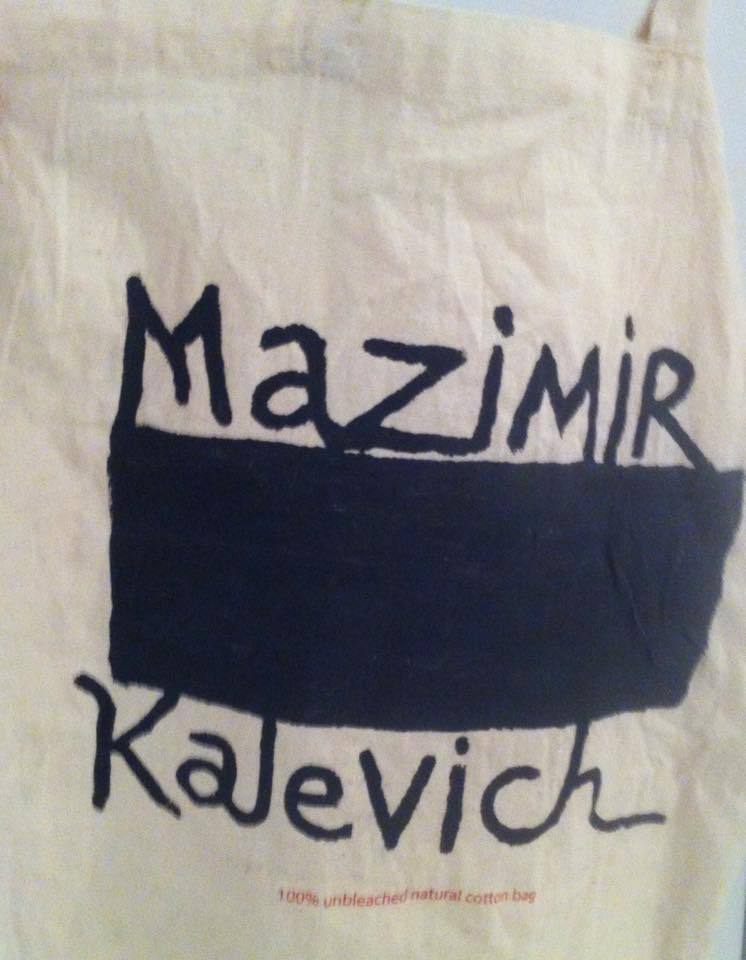 MazimiR
Kalevich
100% unbleached natural cotton bag